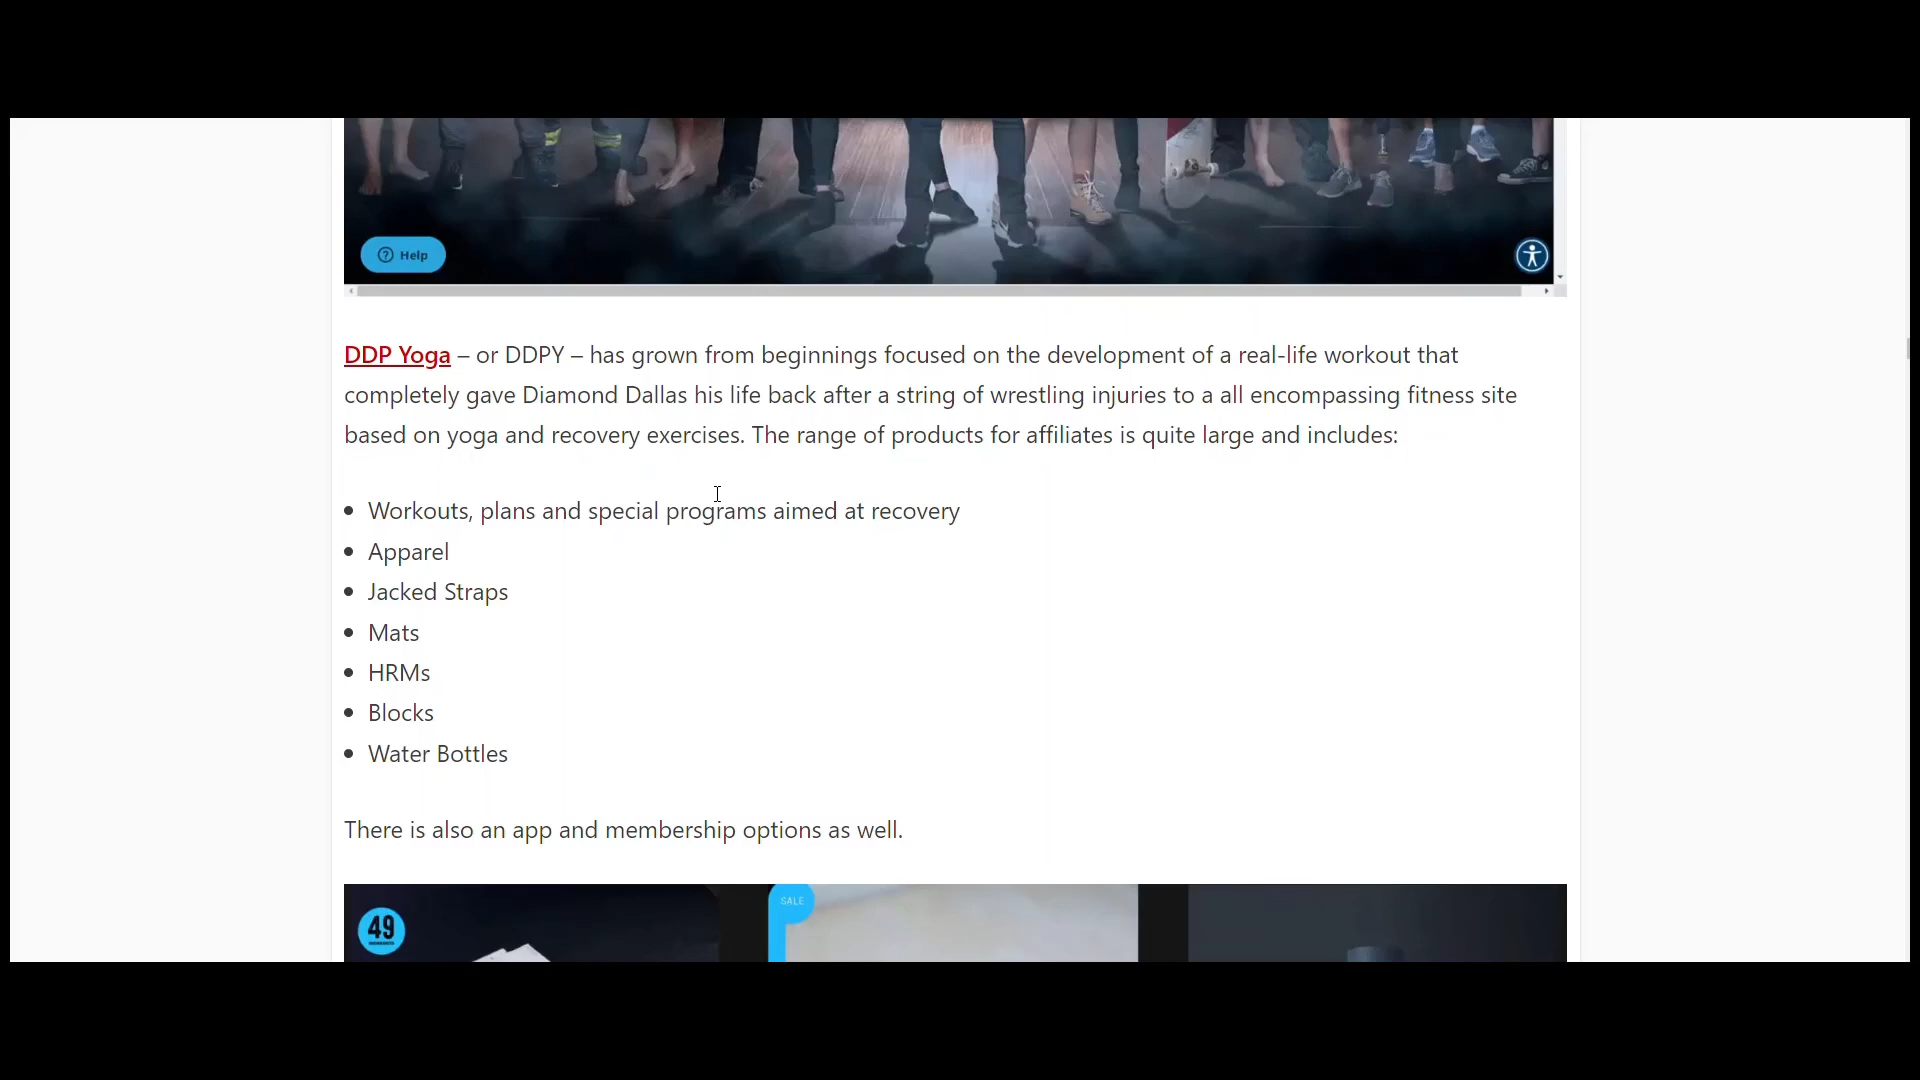 Help
DDP Yoga – or DDPY – has grown from beginnings focused on the development of a real-life workout that
completely gave Diamond Dallas his life back after a string of wrestling injuries to a all encompassing fitness site
based on yoga and recovery exercises. The range of products for affiliates is quite large and includes:
Workouts, plans and special programs aimed at recovery
Apparel
Jacked Straps
Mats
HRMs
Blocks
Water Bottles
There is also an app and membership options as well.
49
SALE